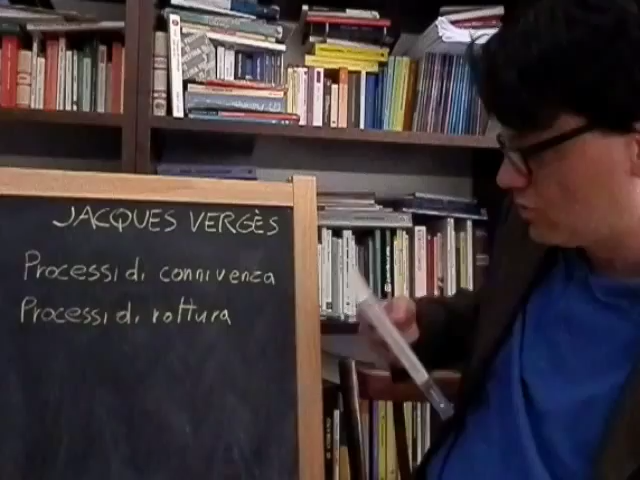 JACQUES VERGÈS
Processi di connivenza
Processi di rottura